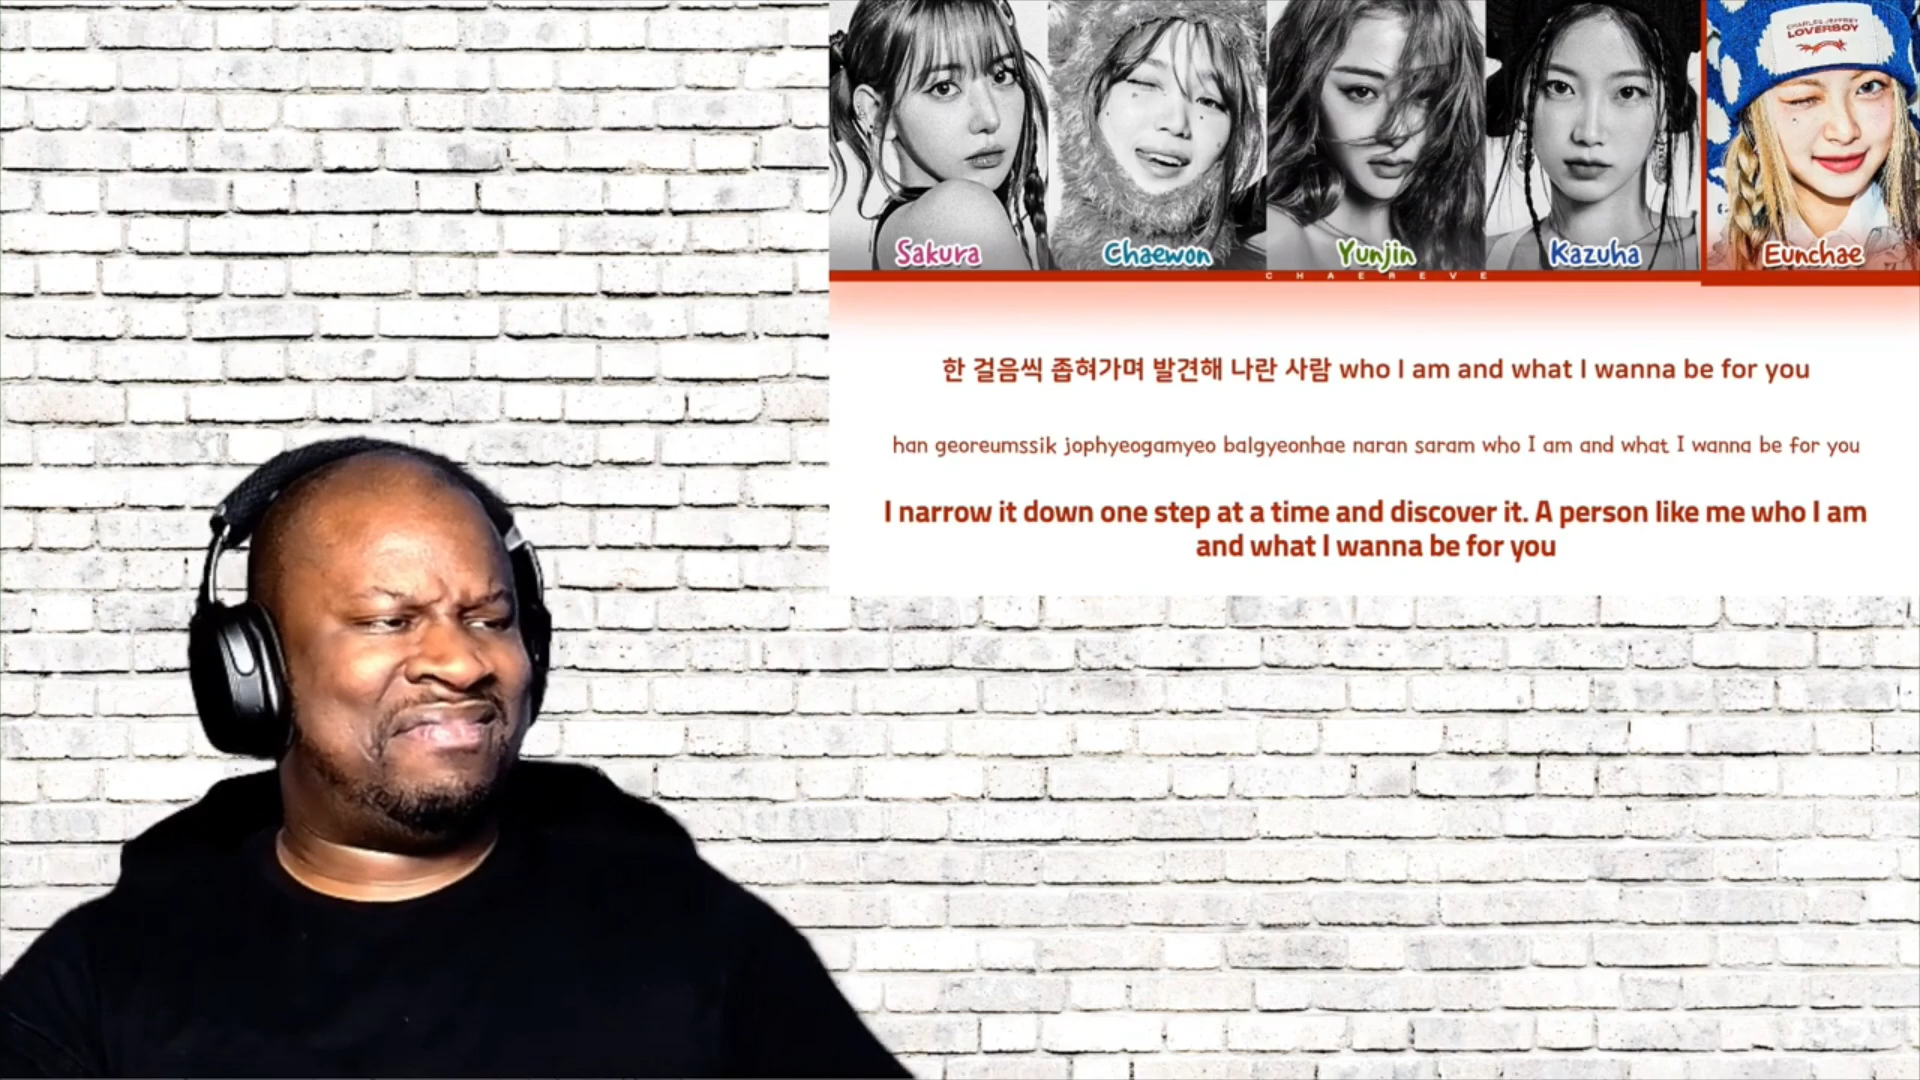 CHARLES JEFFREY
LOVERBOY
Sakura
Chaewon
Yunjin
Kazuha
Eunchae
CHAEREVE
한 걸음씩 좁혀가며 발견해 나란 사람 who I am and what I wanna be for you
han georeumssik jophyeogamyeo balgyeonhae naran saram who I am and what I wanna be for you
I narrow it down one step at a time and discover it. A person like me who I am
and what I wanna be for you